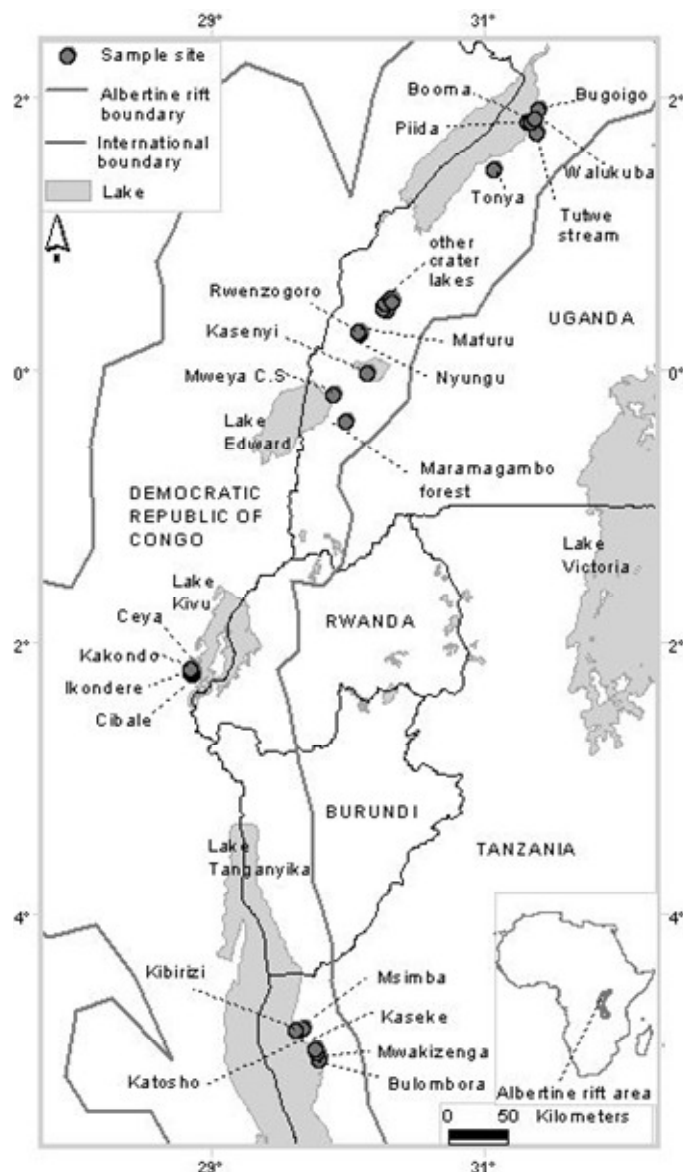 29°
31°
Sample site
Albertine rift
boundary
International
boundary
Lake
N
2°
2°
Booma
Bugoigo
Piida
Walukuba
Tonya
Tutwe
stream
other
crater
lakes
Rwenzogoro
UGANDA
Kasenyi
Mafuru
0°
0°
Mweya C.S
Nyungu
Lake
Edward
Maramagambo
forest
DEMOCRATIC
REPUBLIC OF
CONGO
Lake
Victoria
Lake
Kivu
Ceya
RWANDA
2°
2°
Kakondo
Ikondere
Cibale
BURUNDI
Lake
Tanganyika
TANZANIA
4°
4°
Kibirizi
Msimba
Kaseke
Mwakizenga
Katosho
Bulombora
Albertine rift area
0 50 Kilometers
29°
31°